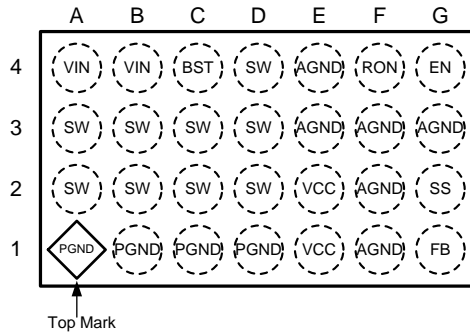 A B C D E F G
4 VIN VIN BST SW AGND RON EN
3 SW SW SW SW AGND AGND AGND
2 SW SW SW SW VCC AGND SS
1 PGND PGND PGND PGND VCC AGND FB
Top Mark